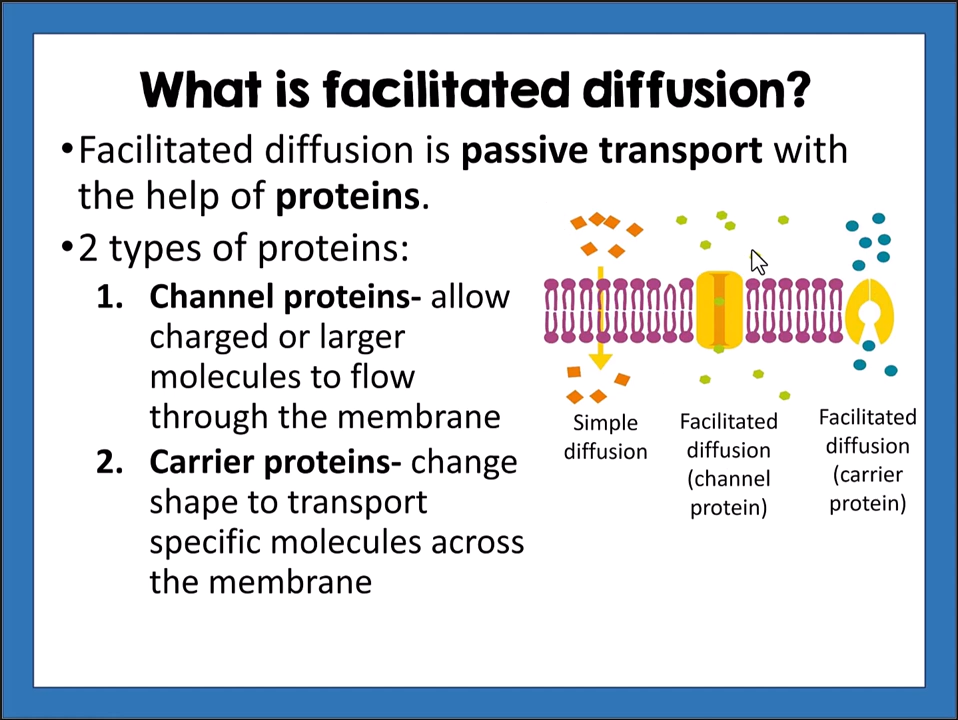 What is facilitated diffusion?
•Facilitated diffusion is passive transport with
the help of proteins.
•2 types of proteins:
1. Channel proteins- allow
charged or larger
molecules to flow
through the membrane
2. Carrier proteins- change
shape to transport
specific molecules across
the membrane
Simple
diffusion
Facilitated
diffusion
(channel
protein)
Facilitated
diffusion
(carrier
protein)